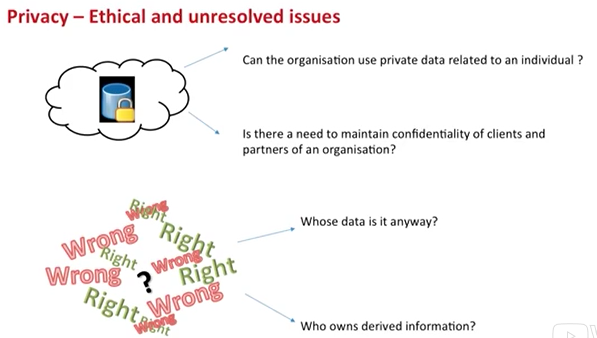 Privacy – Ethical and unresolved issues
Can the organisation use private data related to an individual ?
Is there a need to maintain confidentiality of clients and
partners of an organisation?
Right
Wrong
Right
Wrong
Right
Right
Wrong
Wrong
?
Right
Right
Wrong
Right
Wrong
Whose data is it anyway?
Who owns derived information?